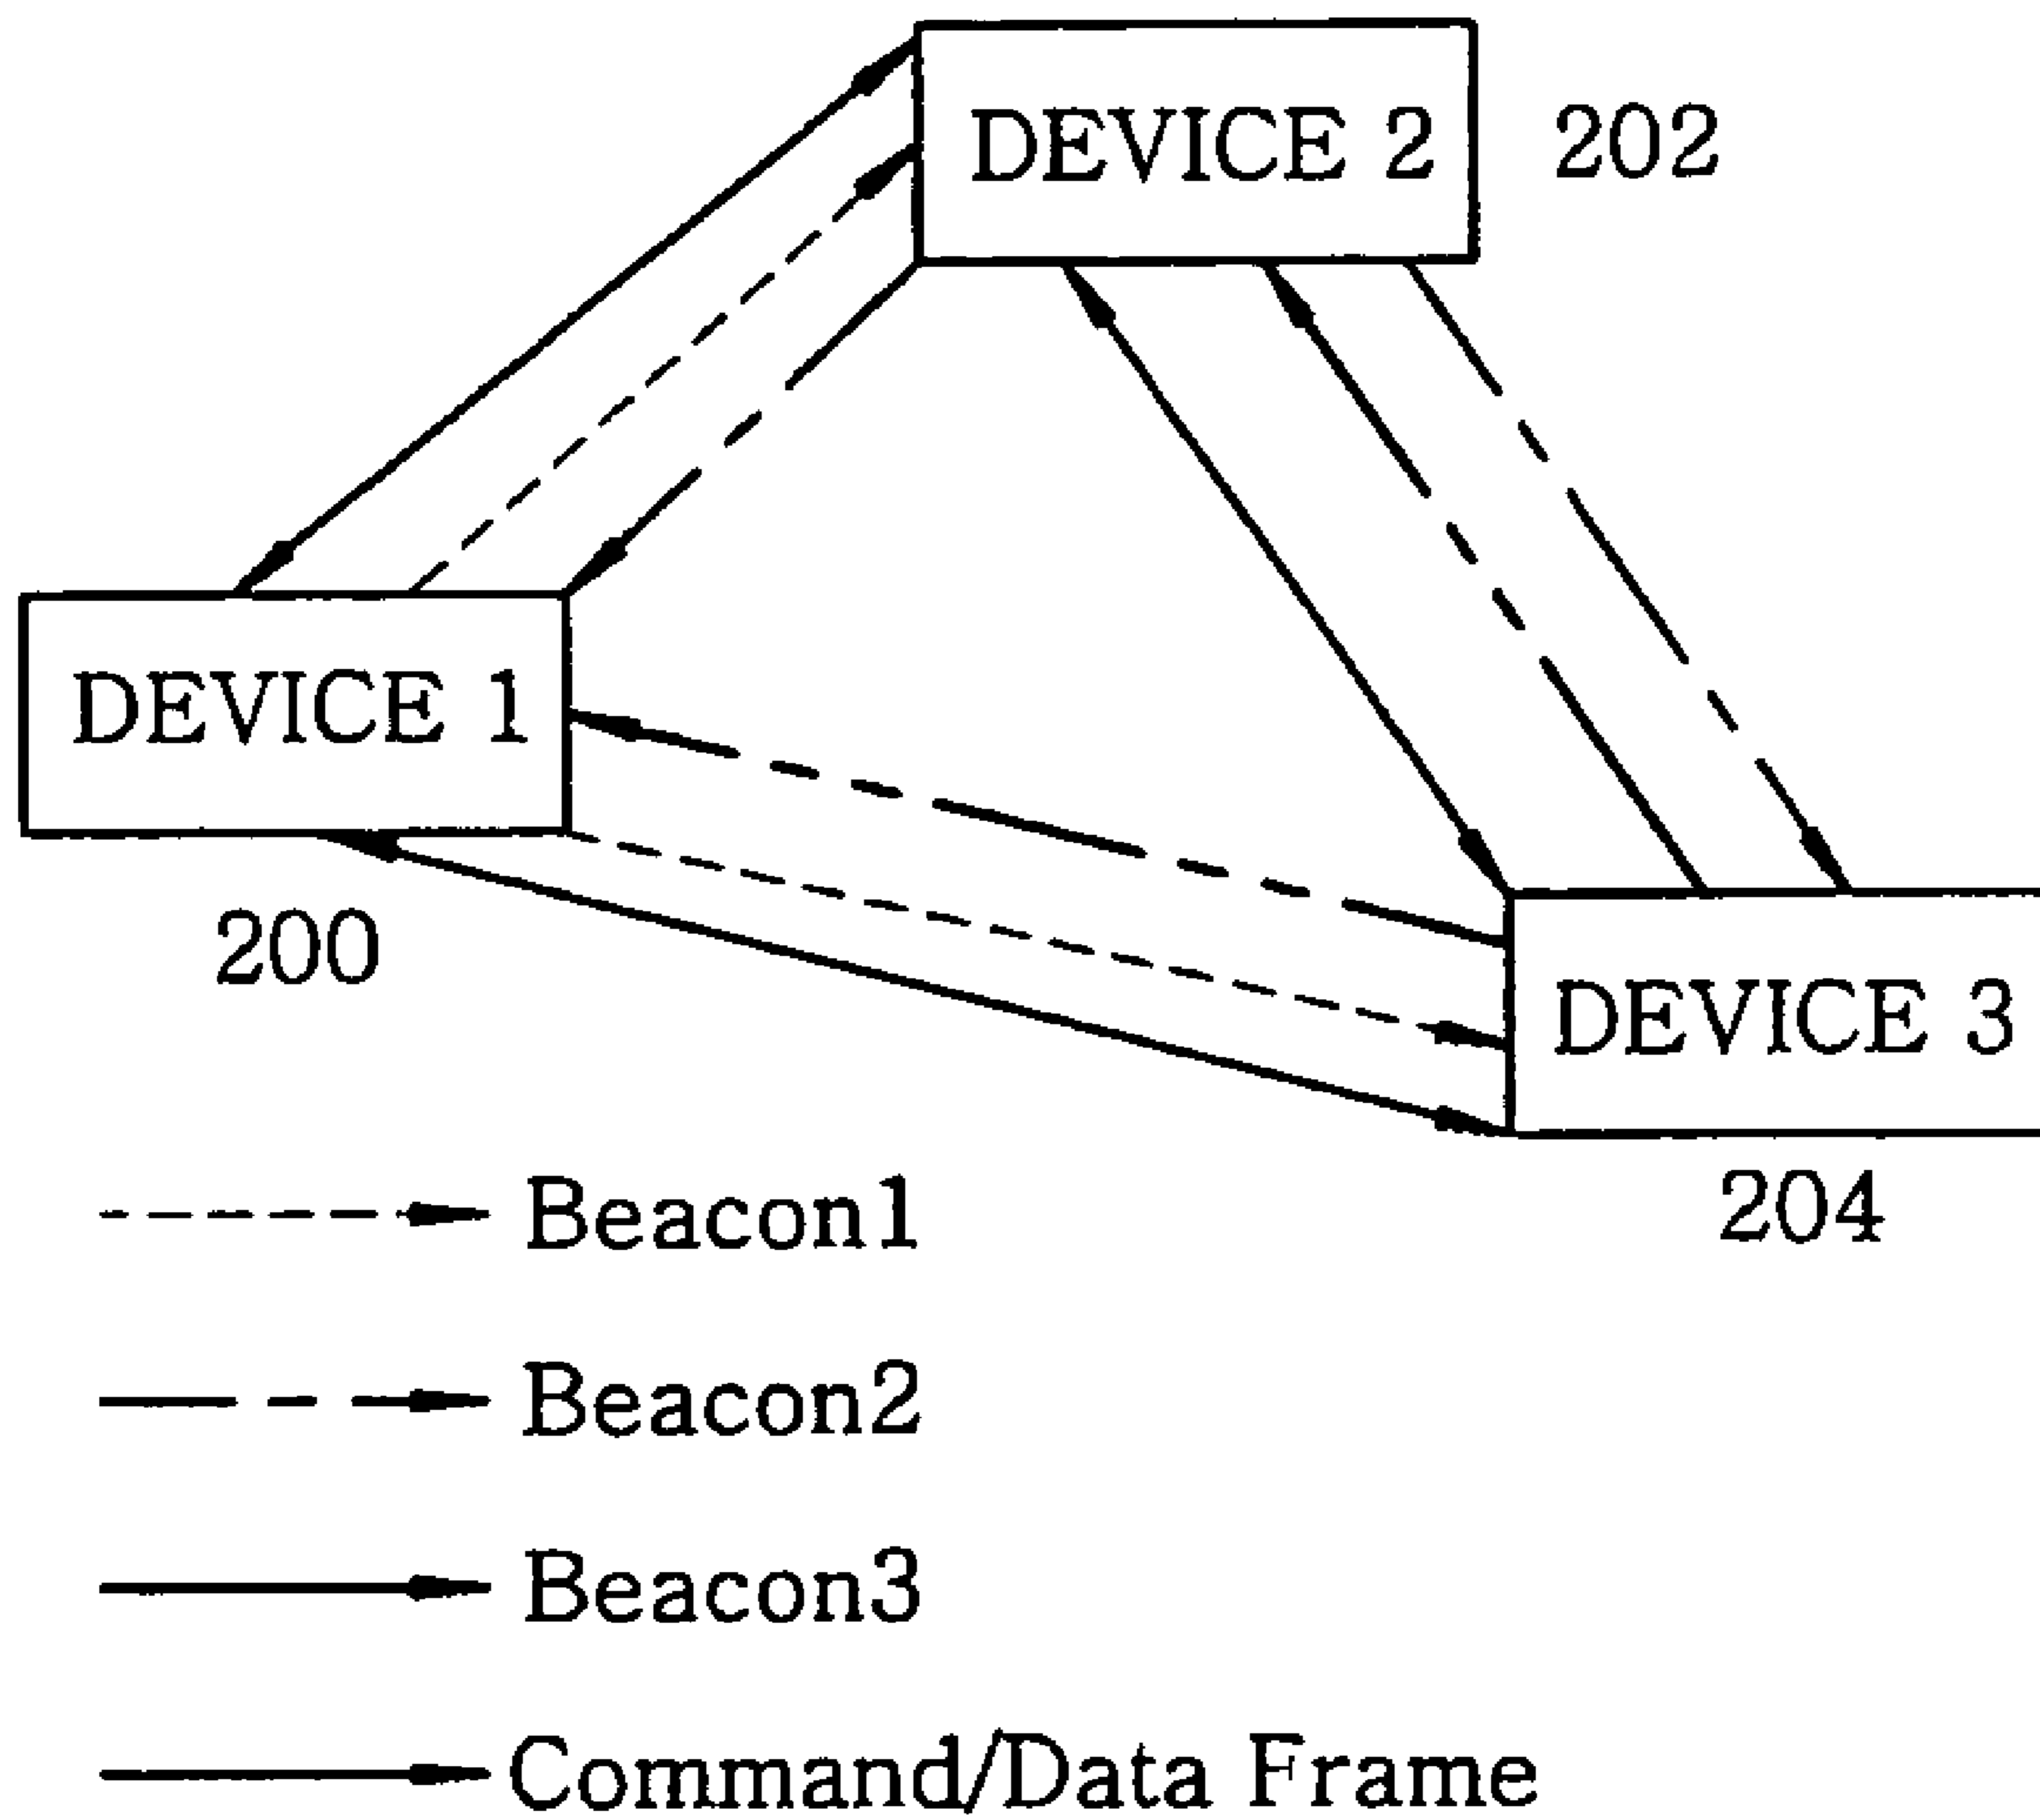 DEVICE 2
202
DEVICE 1
200
DEVICE 3
204
Beacon1
Beacon2
Beacon3
Command/Data Frame